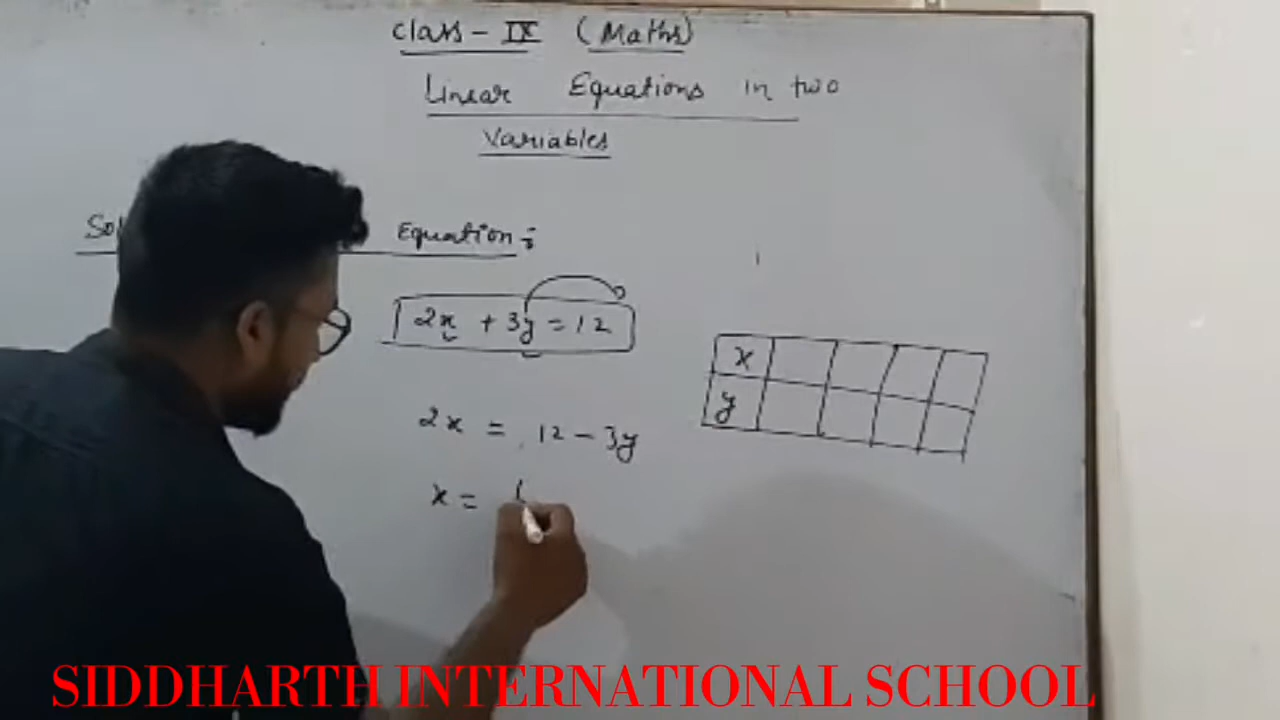 Class - IX (Maths)
Linear Equations in two
Variables
Equation :
2x + 3y = 12
2x = 12 - 3y
x =
x
y
SIDDHARTH INTERNATIONAL SCHOOL